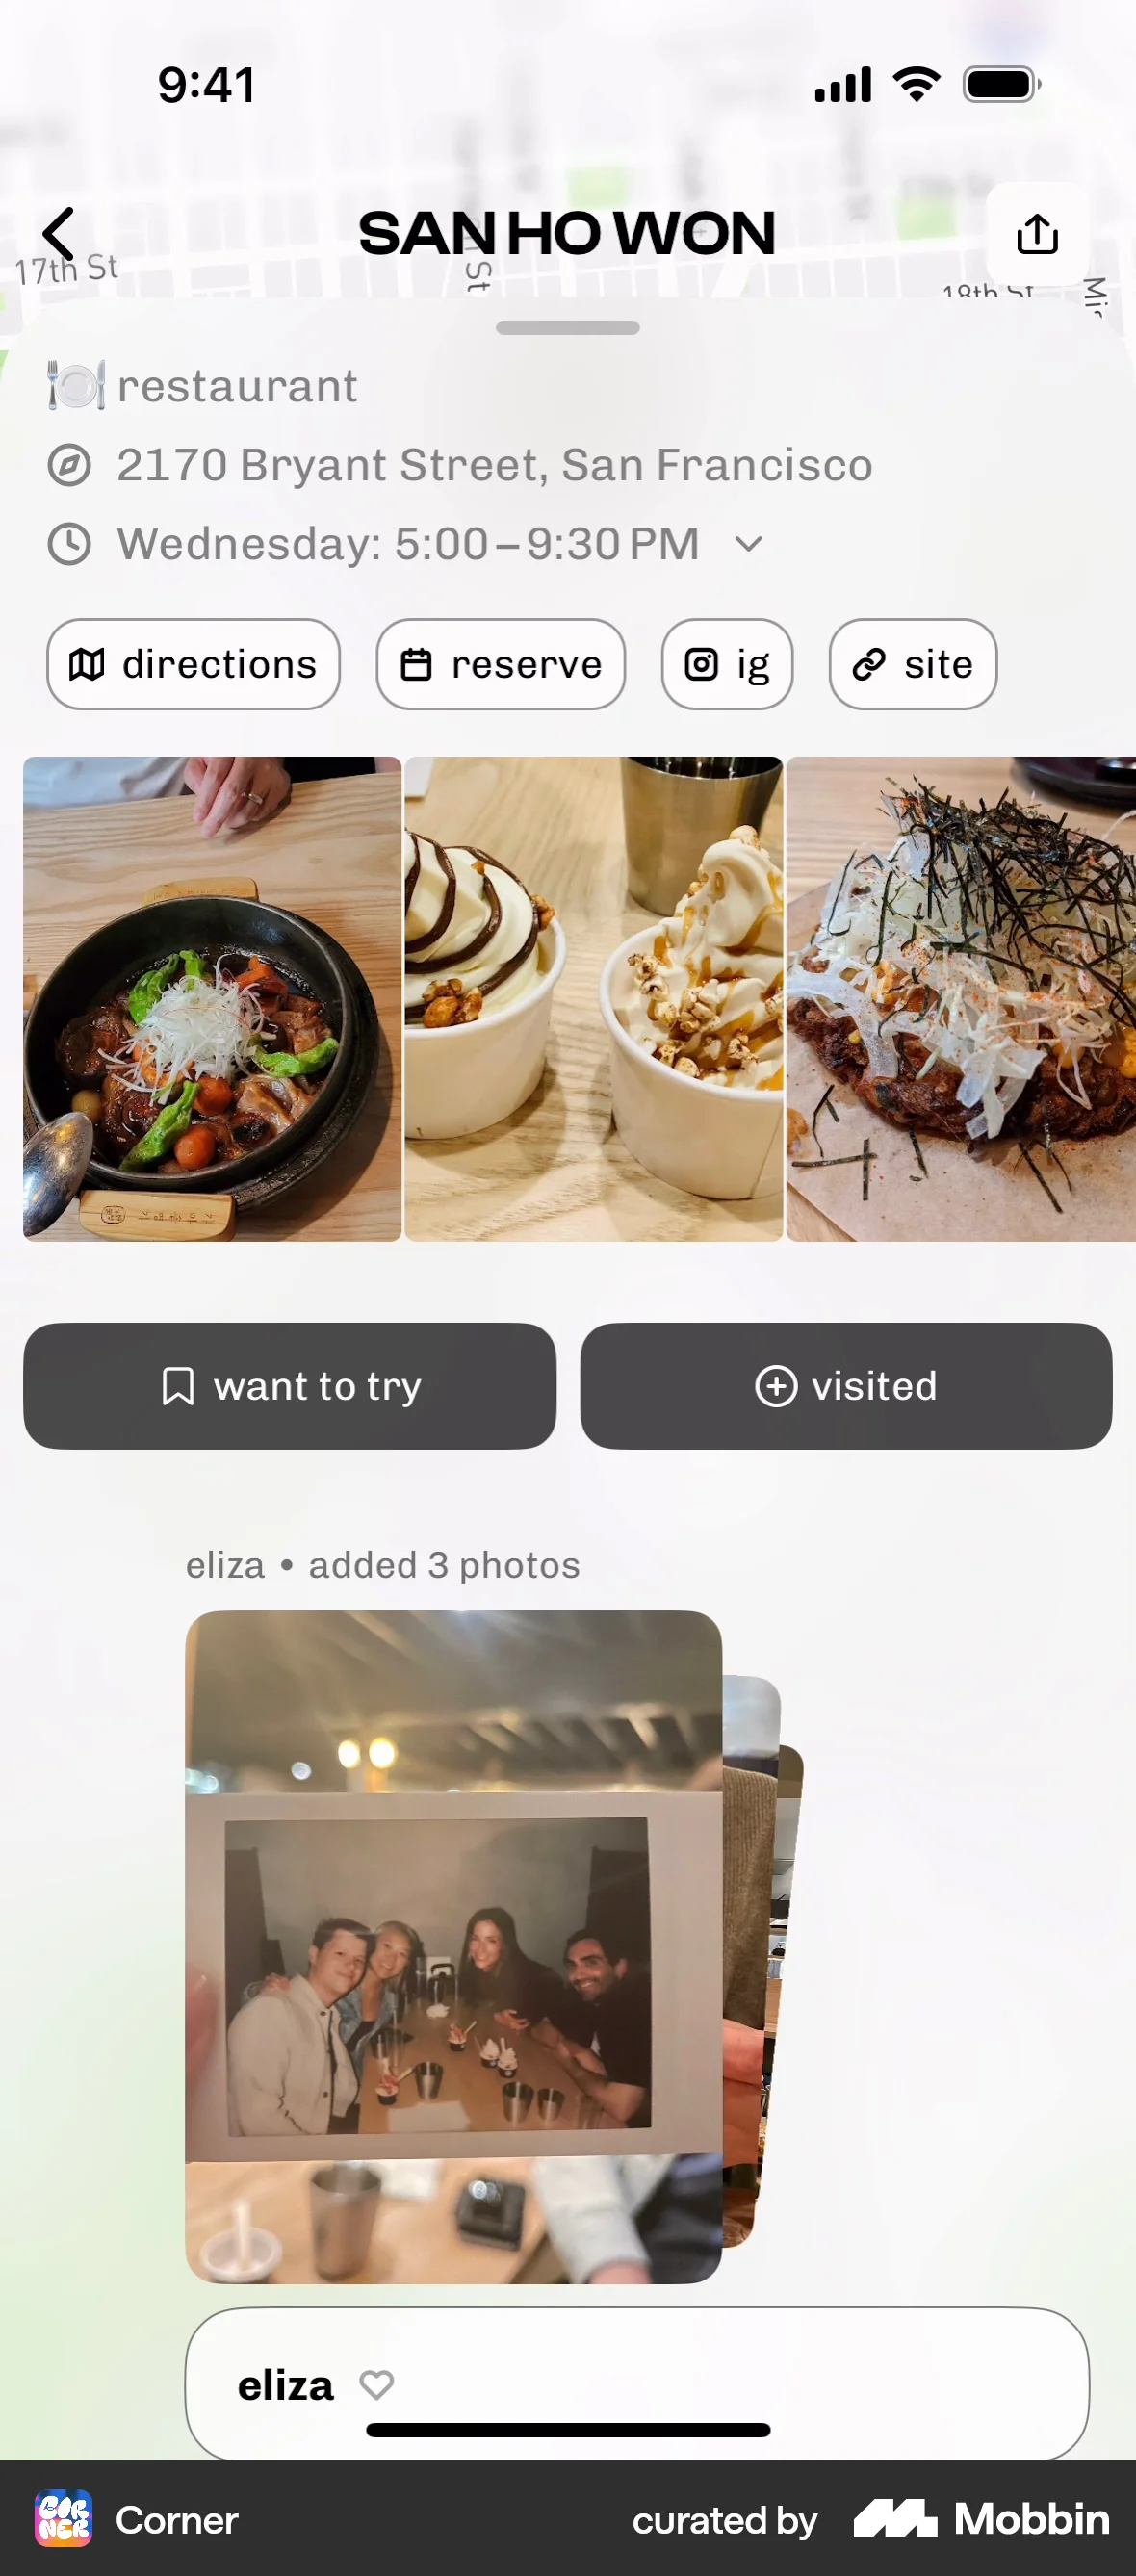 9:41
SAN HO WON
17th St
St
18th St
restaurant
2170 Bryant Street, San Francisco
Wednesday: 5:00 – 9:30 PM
directions
reserve
ig
site
want to try
visited
eliza • added 3 photos
eliza
CORNER
Corner
curated by
Mobbin